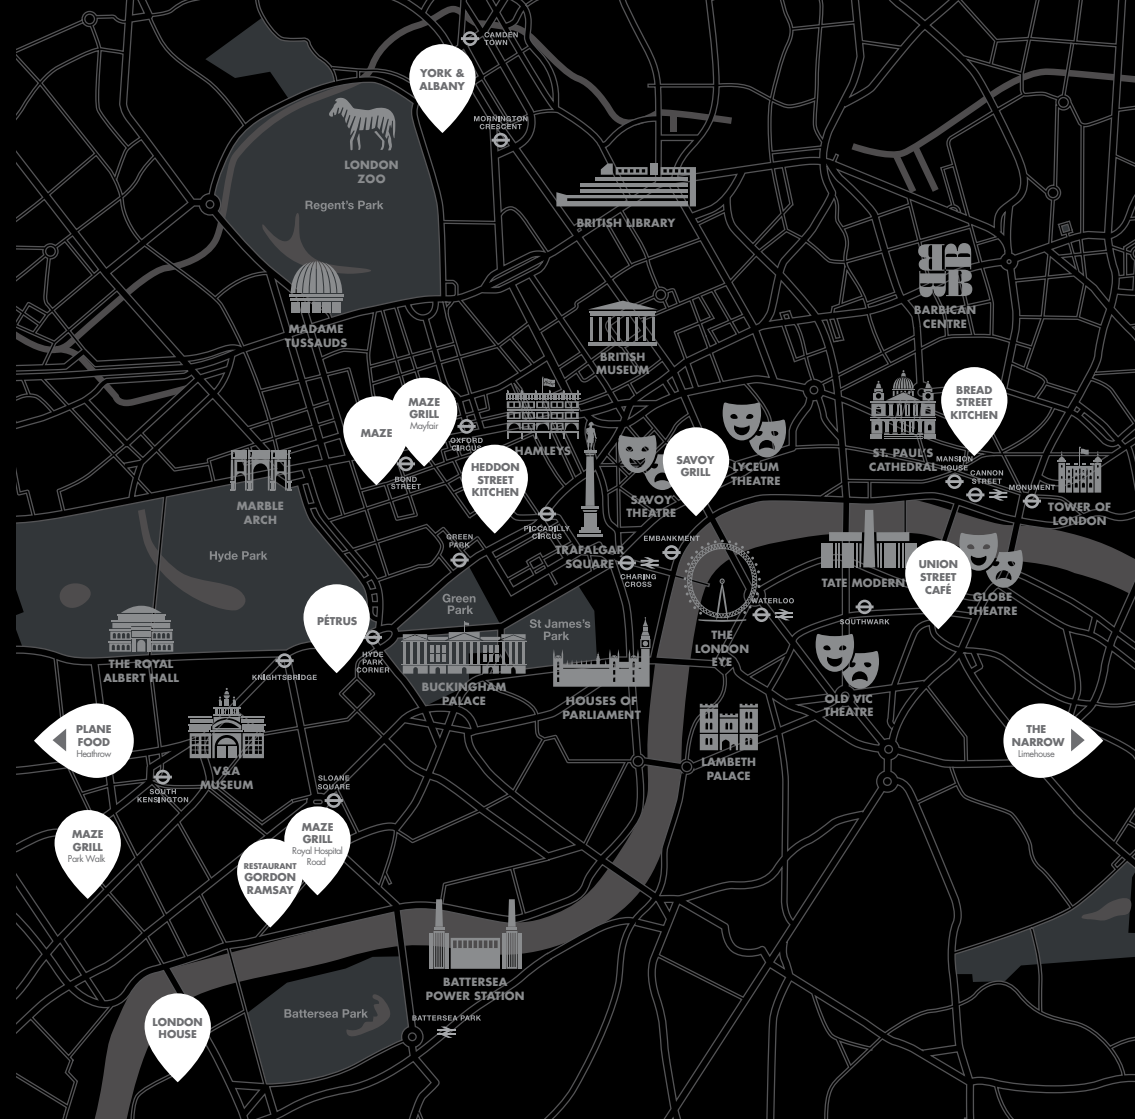 CAMDEN
TOWN
YORK &
ALBANY
MORNINGTON
CRESCENT
LONDON
ZOO
Regent's Park
BRITISH LIBRARY
BARBICAN
CENTRE
MADAME
TUSSAUDS
BRITISH
MUSEUM
MAZE
GRILL
Mayfair
MAZE
OXFORD
CIRCUS
BOND
STREET
HAMLEYS
HEDDON
STREET
KITCHEN
SAVOY
GRILL
SAVOY
THEATRE
LYCEUM
THEATRE
BREAD
STREET
KITCHEN
ST. PAUL'S
CATHEDRAL
MANSION
HOUSE
CANNON
STREET
MONUMENT
TOWER OF
LONDON
MARBLE
ARCH
PICCADILLY
CIRCUS
GREEN
PARK
TRAFALGAR
SQUARE
EMBANKMENT
CHARING
CROSS
Hyde Park
TATE MODERN
UNION
STREET
CAFÉ
GLOBE
THEATRE
Green
Park
St James's
Park
WATERLOO
SOUTHWARK
PÉTRUS
THE
LONDON
EYE
HYDE
PARK
CORNER
THE ROYAL
ALBERT HALL
KNIGHTSBRIDGE
BUCKINGHAM
PALACE
HOUSES OF
PARLIAMENT
OLD VIC
THEATRE
PLANE
FOOD
Heathrow
V&A
MUSEUM
LAMBETH
PALACE
THE
NARROW
Limehouse
SOUTH
KENSINGTON
SLOANE
SQUARE
MAZE
GRILL
Park Walk
MAZE
GRILL
Royal Hospital
Road
RESTAURANT
GORDON
RAMSAY
BATTERSEA
POWER STATION
Battersea Park
BATTERSEA PARK
LONDON
HOUSE